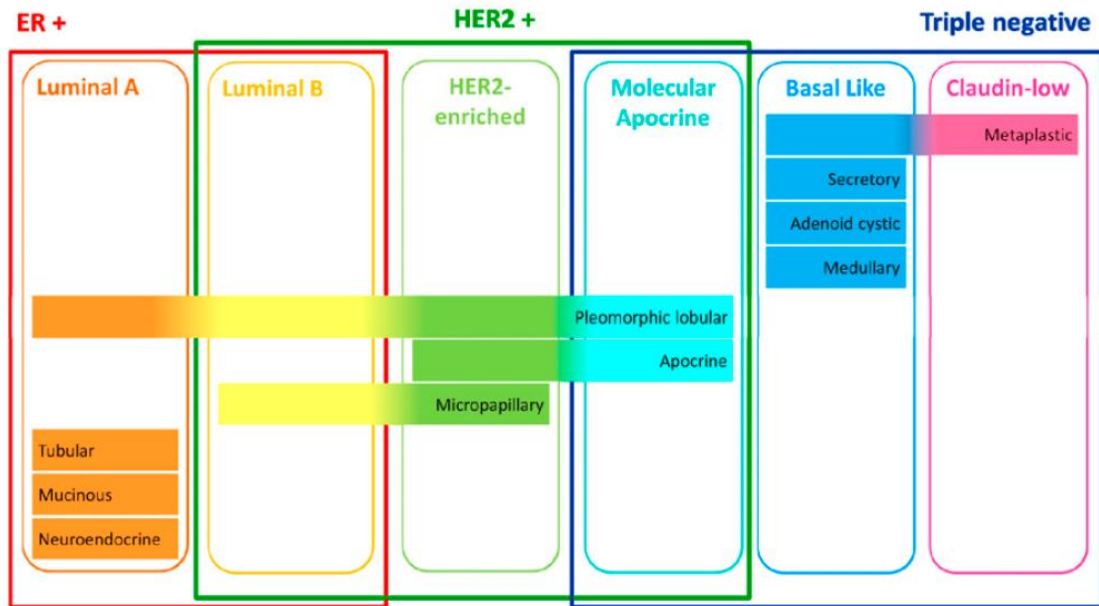 ER +
HER2 +
Triple negative
Luminal A
Luminal B
HER2-
enriched
Molecular
Apocrine
Basal Like
Claudin-low
Metaplastic
Secretory
Adenoid cystic
Medullary
Pleomorphic lobular
Apocrine
Micropapillary
Tubular
Mucinous
Neuroendocrine